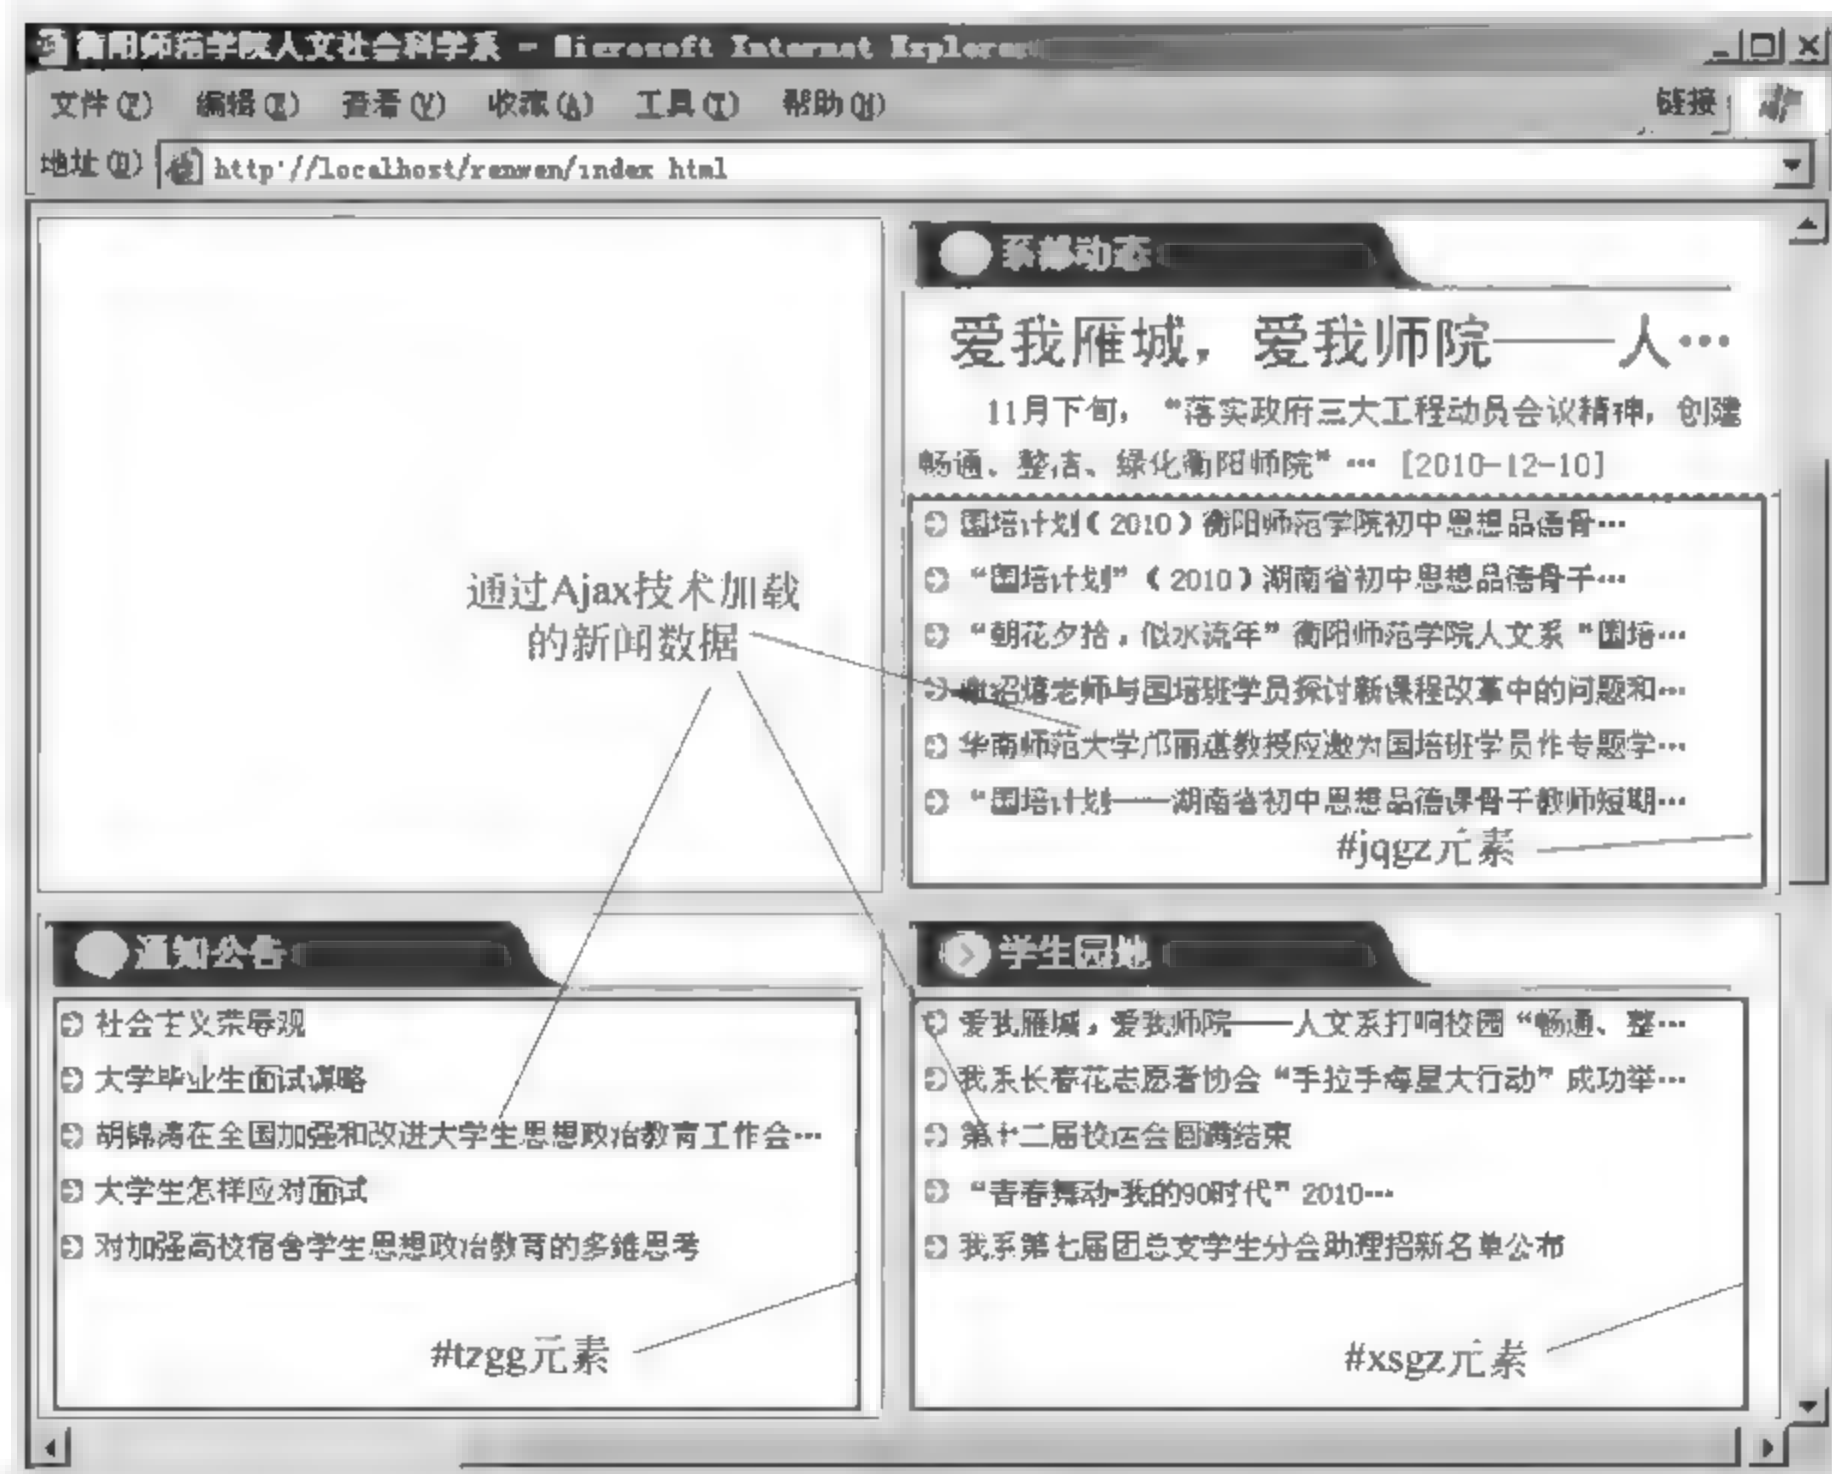 衡阳师范学院人文社会科学系 - Microsoft Internet Explorer
文件(F) 编辑(E) 查看(V) 收藏(A) 工具(T) 帮助(H) 链接
地址(D) http://localhost/renwen/index html
系部动态
爱我雁城，爱我师院——人…
11月下旬，“落实政府三大工程动员会议精神，创建
畅通、整洁、绿化衡阳师院”… [2010-12-10]
国培计划（2010）衡阳师范学院初中思想品德骨…
“国培计划”（2010）湖南省初中思想品德骨干…
“朝花夕拾，似水流年”衡阳师范学院人文系“国培…
老师与国培班学员探讨新课程改革中的问题和…
华南师范大学邝丽湛教授应邀为国培班学员作专题学…
“国培计划——湖南省初中思想品德课骨干教师短期…
#jqgz元素
通过Ajax技术加载
的新闻数据
通知公告
社会主义荣辱观
大学毕业生面试谋略
胡锦涛在全国加强和改进大学生思想政治教育工作会…
大学生怎样应对面试
对加强高校宿舍学生思想政治教育的多维思考
#tzgg元素
学生园地
爱我雁城，爱我师院——人文系打响校园“畅通、整…
我系长春花志愿者协会“手拉手每星大行动”成功举…
第十二届校运会圆满结束
“青春舞动·我的90时代”2010…
我系第七届团总支学生分会助理招新名单公布
#xsgz元素